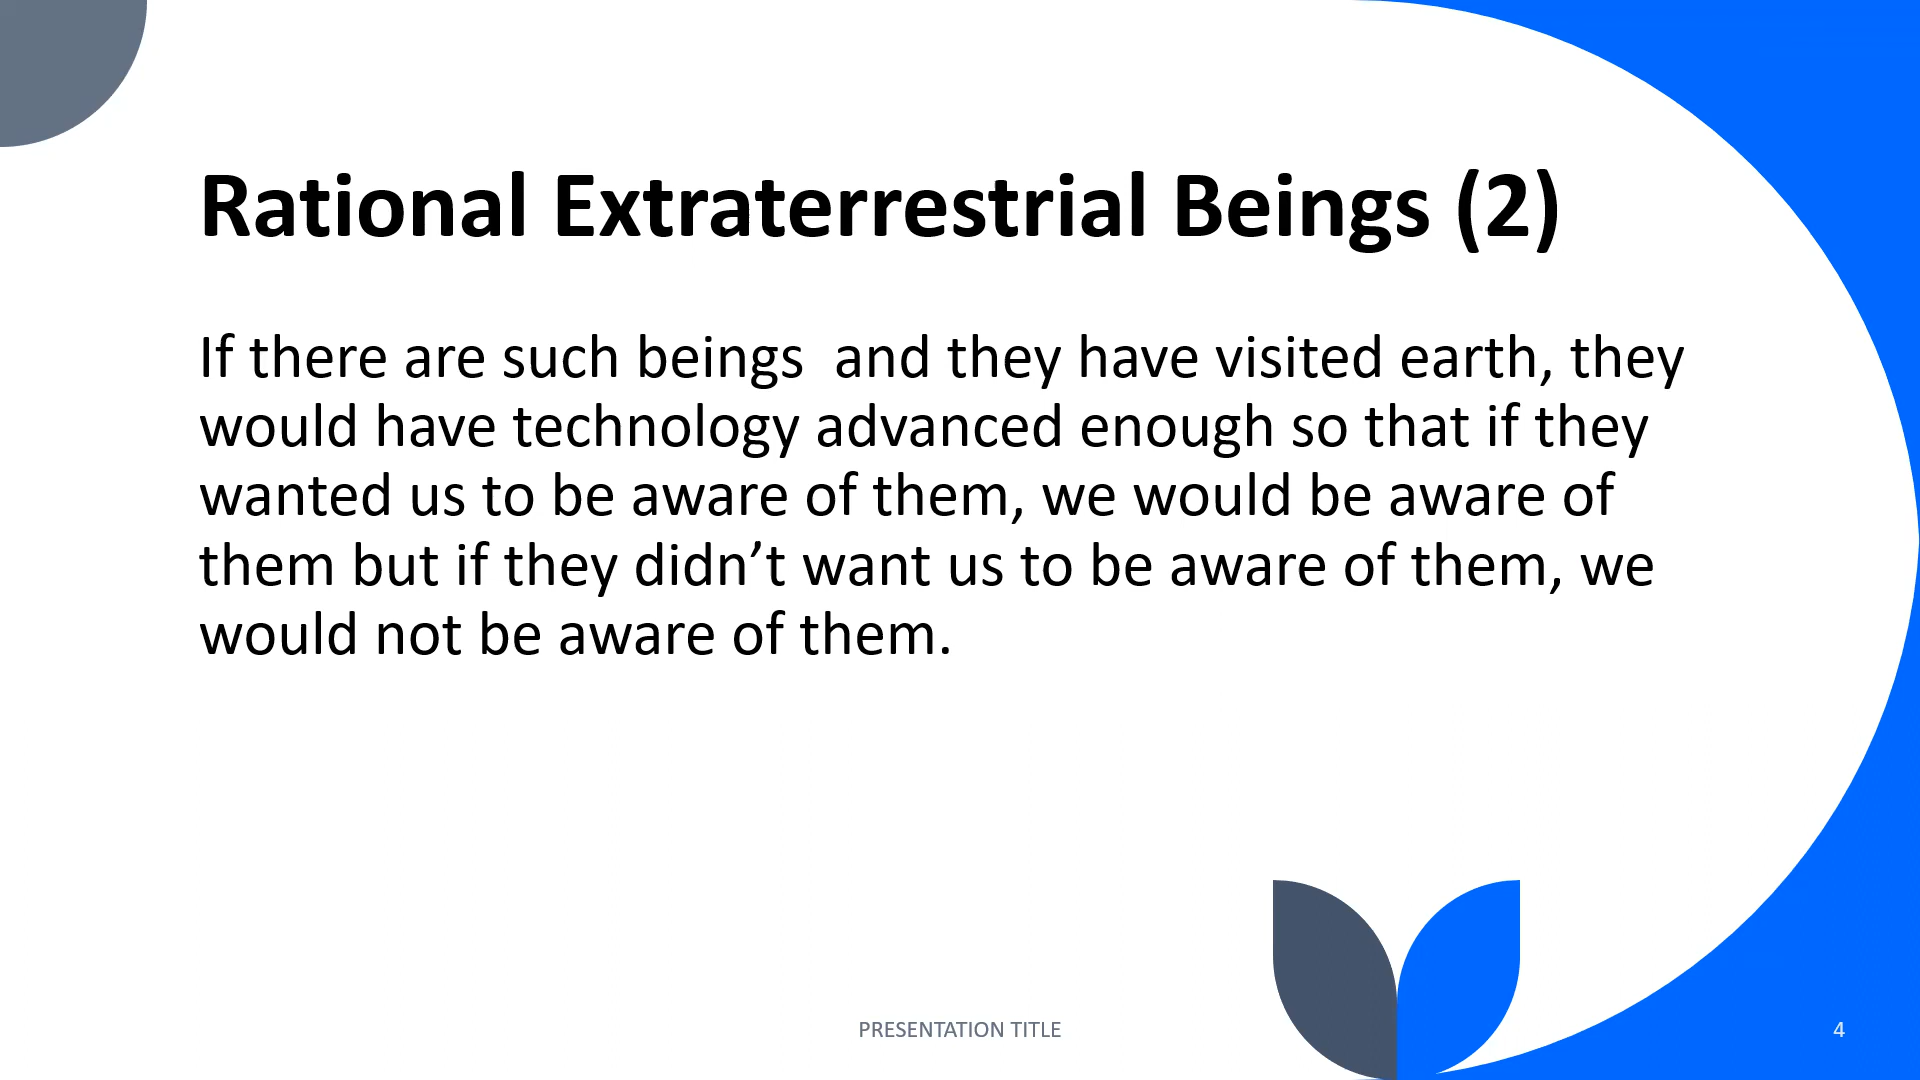 Rational Extraterrestrial Beings (2)
If there are such beings  and they have visited earth, they
would have technology advanced enough so that if they
wanted us to be aware of them, we would be aware of
them but if they didn’t want us to be aware of them, we
would not be aware of them.
PRESENTATION TITLE
4